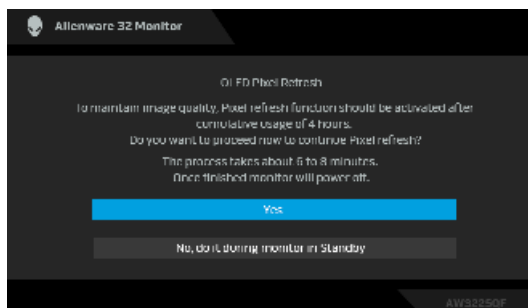 Alienware 32 Monitor
OLED Pixel Refresh
To maintain image quality, Pixel refresh function should be activated after
cumulative usage of 4 hours.
Do you want to proceed now to continue Pixel refresh?
The process takes about 6 to 8 minutes.
Once finished monitor will power off.
Yes
No, do it during monitor in Standby
AW3225QF